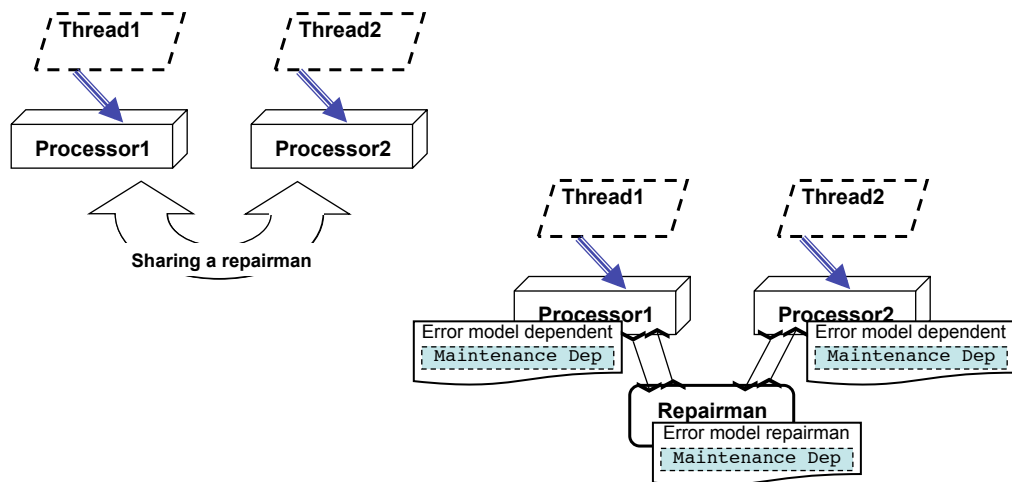 Thread1
Thread2
Processor1
Processor2
Sharing a repairman
Thread1
Thread2
Processor1
Processor2
Error model dependent
Maintenance Dep
Error model dependent
Maintenance Dep
Repairman
Error model repairman
Maintenance Dep